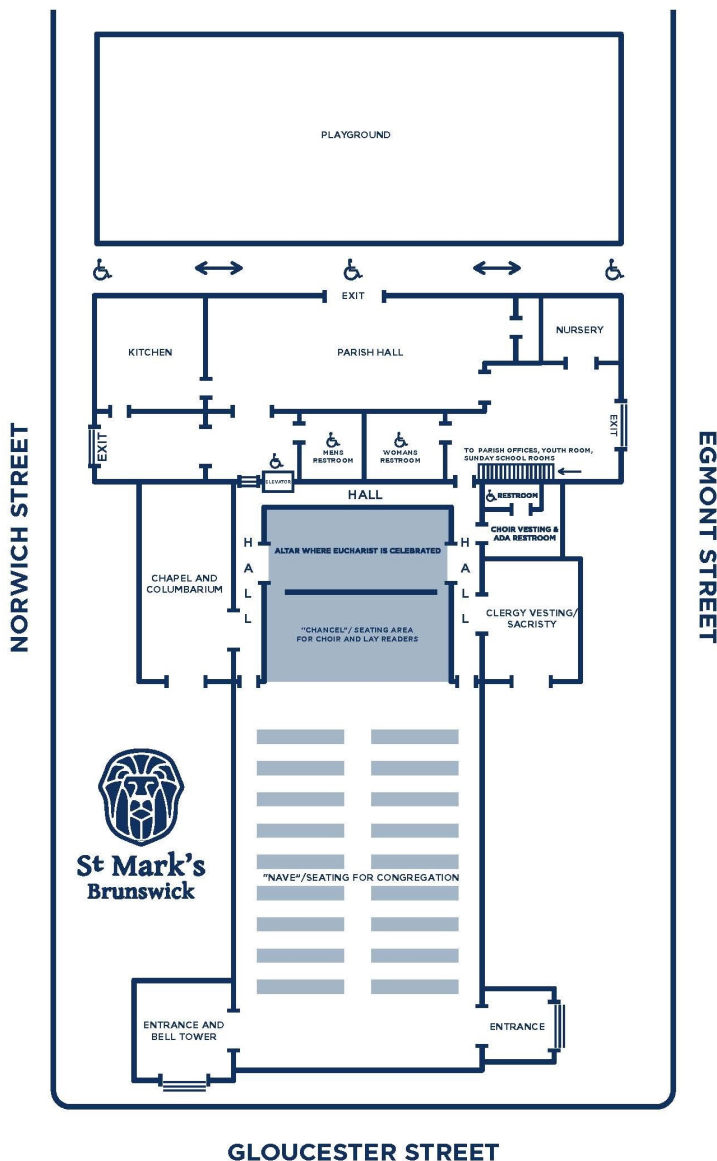 PLAYGROUND
EXIT
KITCHEN
PARISH HALL
NURSERY
EXIT
EXIT
MENS
RESTROOM
WOMANS
RESTROOM
TO PARISH OFFICES, YOUTH ROOM,
SUNDAY SCHOOL ROOMS
ELEVATOR
HALL
RESTROOM
CHOIR VESTING &
ADA RESTROOM
HALL
ALTAR WHERE EUCHARIST IS CELEBRATED
HALL
CHAPEL AND
COLUMBARIUM
"CHANCEL"/ SEATING AREA
FOR CHOIR AND LAY READERS
CLERGY VESTING/
SACRISTY
NORWICH STREET
EGMONT STREET
St Mark's
Brunswick
"NAVE"/SEATING FOR CONGREGATION
ENTRANCE AND
BELL TOWER
ENTRANCE
GLOUCESTER STREET